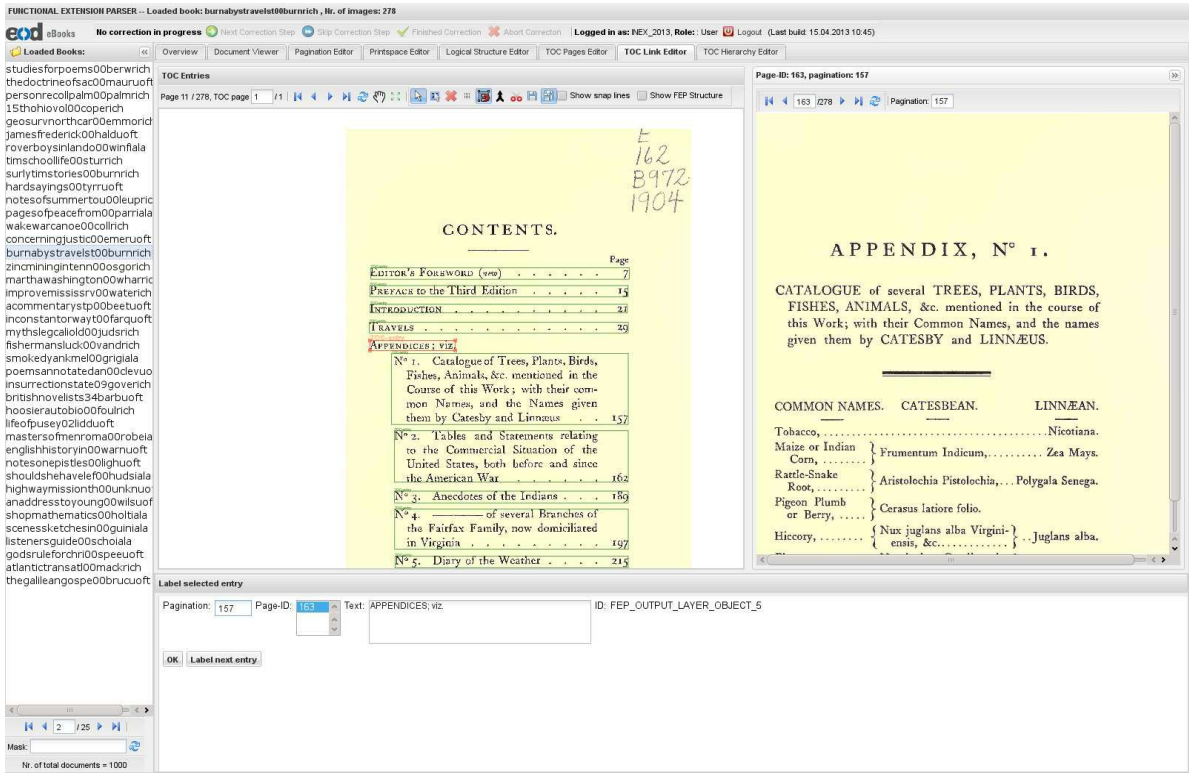 FUNCTIONAL EXTENSION PARSER -- Loaded book: burnabystravelst00burnrich , Nr. of images: 278
eod eBooks No correction in progress Next Correction Step Skip Correction Step Finished Correction Abort Correcton Logged in as: INEX_2013, Role: : User Logout (Last build: 15.04.2013 10:45)
Loaded Books:
Overview Document Viewer Pagination Editor Printspace Editor Logical Structure Editor TOC Pages Editor TOC Link Editor TOC Hierarchy Editor
studiesforpoems00berwrich
thedoctrineofsac00mauruoft
personrecollpalm00palmrich
15thohiovol00coperich
geosurvnorthcar00emmorich
jamesfrederick00halduoft
roverboysinlando00winfiala
timschoollife00sturrich
surlytimstories00burnrich
hardsayings00tyrruoft
notesofsummertou00leupric
pagesofpeacefrom00parriala
wakewarcanoe00collrich
concerningjustic00emeruoft
burnabystravelst00burnrich
zincmininginten​n00osgorich
marthawashington00wharric
improvemississrv00waterich
acommentarystp00beetuoft
inconstantorwayt00farquoft
mythslegcaliold00judsrich
fishermansluck00vandrich
smokedyankmel00grigiala
poemsannotatedan00clevuo
insurrectionstate09goverich
britishnovelists34barbuoft
hoosierautobio00foulrich
lifeofpusey02lidduoft
mastersofmenroma00robeia
englishhistoryin00warnuoft
notesonepistles00lighuoft
shouldshehavelef00hudsiala
highwaymissionth00unknuo
anaddresstoyoung00wilsuof
shopmathematics00holtiala
scenessketchesin00guiniala
listenersguide00schoiala
godsruleforchri00speeuoft
atlantictransatl00mackrich
thegalileangospe00brucuoft
2 /25
Mask:
Nr. of total documents = 1000
TOC Entries
Page 11 / 278, TOC page 1 /1 Show snap lines Show FEP Structure
E
162
B972
1904
CONTENTS.
Page
EDITOR'S FOREWORD (new) . . . . . . 7
PREFACE to the Third Edition . . . . . 15
INTRODUCTION . . . . . . . . 21
TRAVELS . . . . . . . . . . 29
APPENDICES; viz.
Nº 1. Catalogue of Trees, Plants, Birds,
Fishes, Animals, &c. mentioned in the
Course of this Work; with their com-
mon Names, and the Names given
them by Catesby and Linnæus . . 157
Nº 2. Tables and Statements relating
to the Commercial Situation of the
United States, both before and since
the American War . . . . . . 162
Nº 3. Anecdotes of the Indians . . . 189
Nº 4. ——— of several Branches of
the Fairfax Family, now domiciliated
in Virginia . . . . . . . . 197
Nº 5. Diary of the Weather . . . . 215
Page-ID: 163, pagination: 157
163 /278 Pagination: 157
APPENDIX, Nº 1.
CATALOGUE of several TREES, PLANTS, BIRDS,
FISHES, ANIMALS, &c. mentioned in the course of
this Work; with their Common Names, and the names
given them by CATESBY and LINNÆUS.
COMMON NAMES. CATESBEAN. LINNÆAN.
Tobacco, ........ Nicotiana.
Maize or Indian
Corn, ........ } Frumentum Indicum, .......... Zea Mays.
Rattle-Snake
Root, ........ } Aristolochia Pistolochia, ... Polygala Senega.
Pigeon Plumb
or Berry, ..... } Cerasus latiore folio.
Hiccory, ........ { Nux juglans alba Virgini-
ensis, &c. ........... } .. Juglans alba.
Label selected entry
Pagination: 157 Page-ID: 163 Text: APPENDICES; viz. ID: FEP_OUTPUT_LAYER_OBJECT_5
OK Label next entry